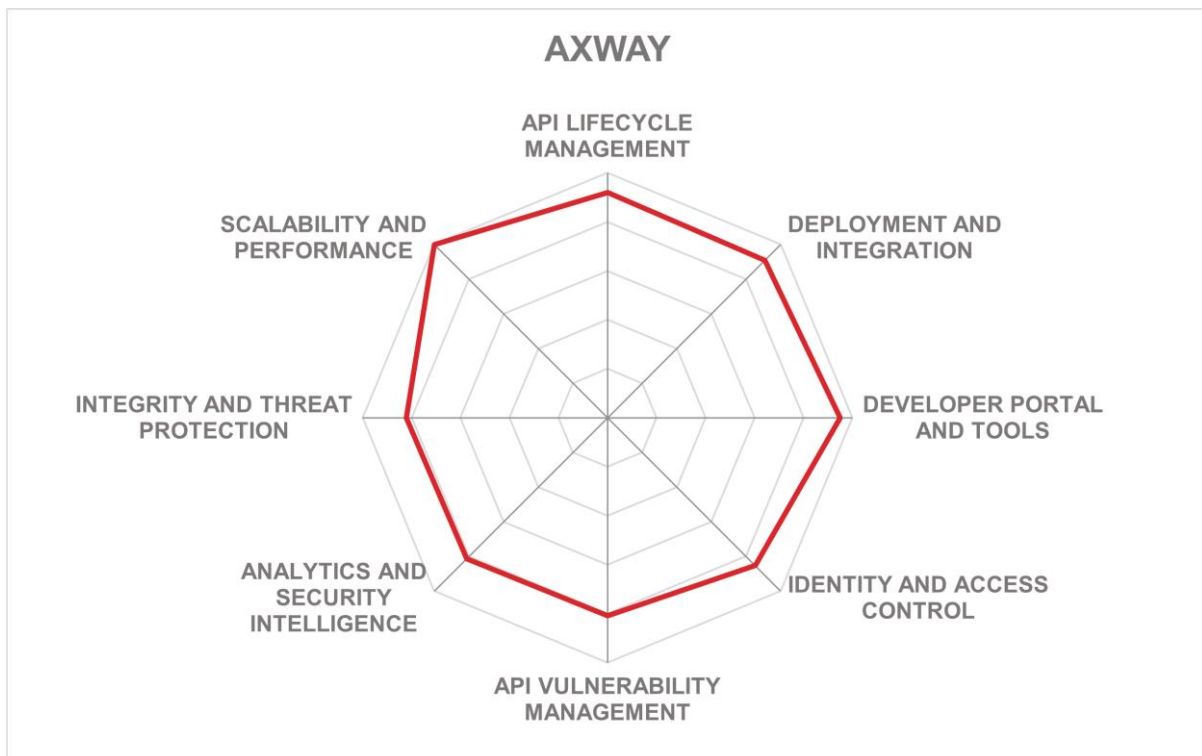 AXWAY
API LIFECYCLE
MANAGEMENT
DEPLOYMENT AND
INTEGRATION
DEVELOPER PORTAL
AND TOOLS
IDENTITY AND ACCESS
CONTROL
API VULNERABILITY
MANAGEMENT
ANALYTICS AND
SECURITY
INTELLIGENCE
INTEGRITY AND THREAT
PROTECTION
SCALABILITY AND
PERFORMANCE